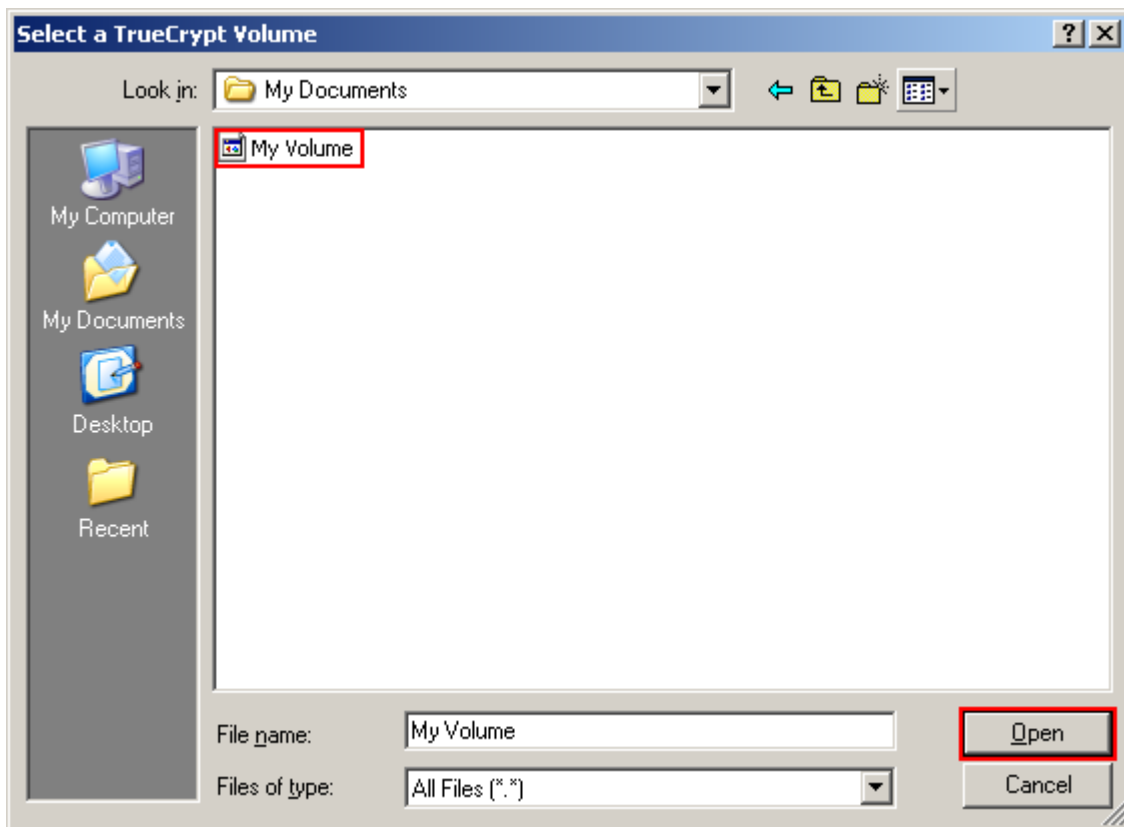 Select a TrueCrypt Volume
Look in:
My Documents
My Volume
My Computer
My Documents
Desktop
Recent
File name:
My Volume
Open
Files of type:
All Files (*.*)
Cancel